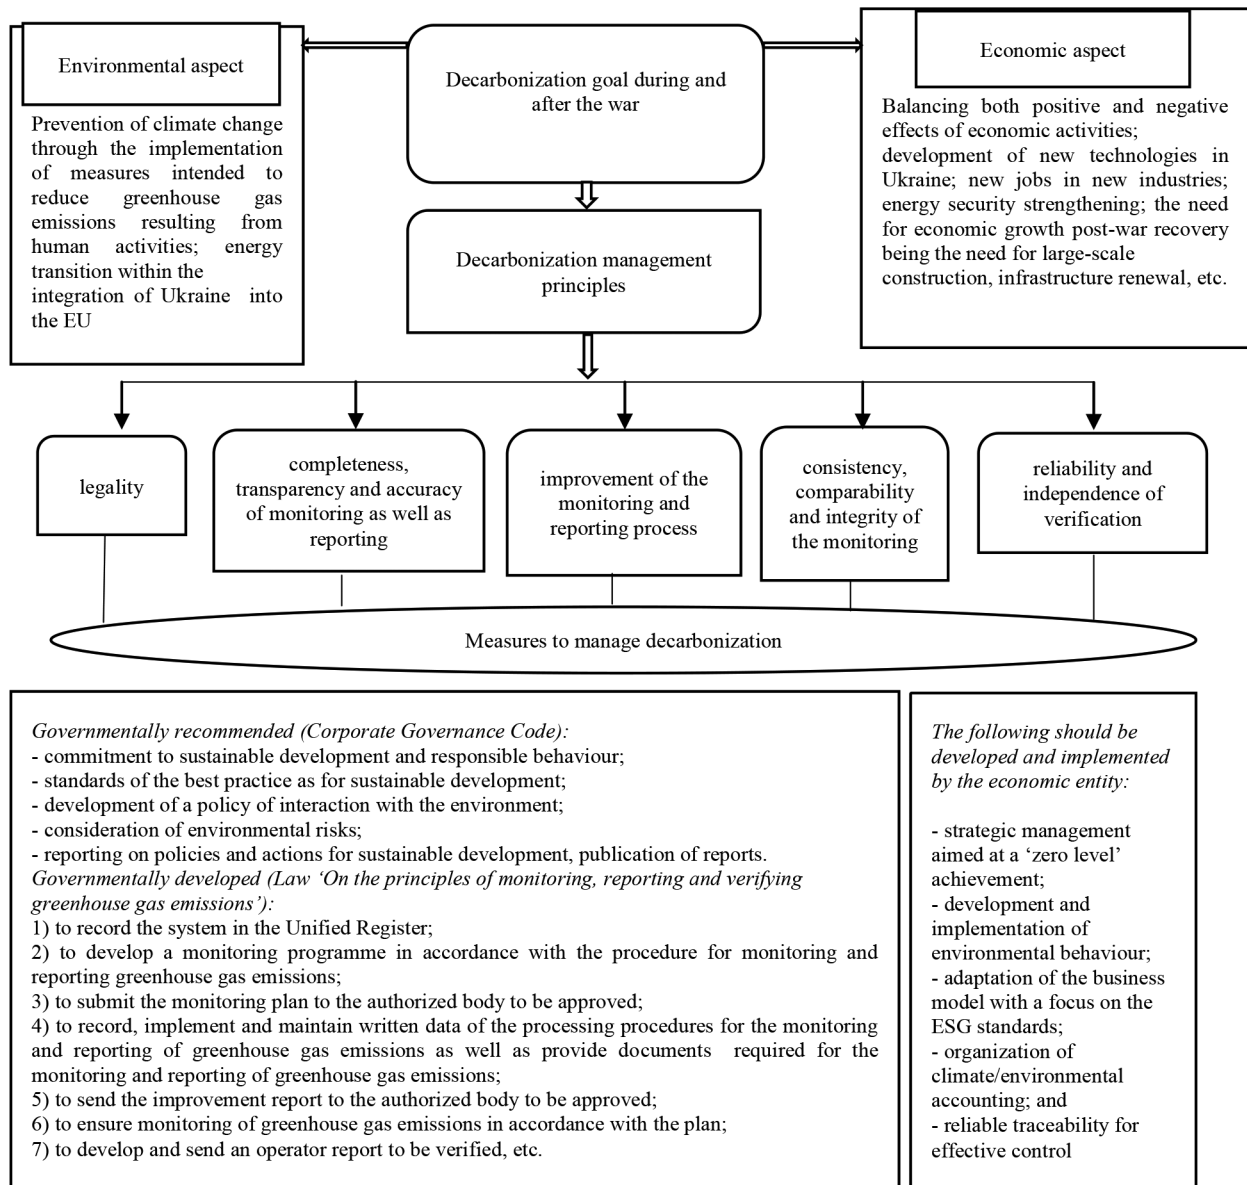 Environmental aspect
Prevention of climate change
through the implementation
of measures intended to
reduce greenhouse gas
emissions resulting from
human activities; energy
transition within the
integration of Ukraine into
the EU
Decarbonization goal during and
after the war
Economic aspect
Balancing both positive and negative
effects of economic activities;
development of new technologies in
Ukraine; new jobs in new industries;
energy security strengthening; the need
for economic growth post-war recovery
being the need for large-scale
construction, infrastructure renewal, etc.
Decarbonization management
principles
legality
completeness,
transparency and accuracy
of monitoring as well as
reporting
improvement of the
monitoring and
reporting process
consistency,
comparability
and integrity of
the monitoring
reliability and
independence of
verification
Measures to manage decarbonization
Governmentally recommended (Corporate Governance Code):
- commitment to sustainable development and responsible behaviour;
- standards of the best practice as for sustainable development;
- development of a policy of interaction with the environment;
- consideration of environmental risks;
- reporting on policies and actions for sustainable development, publication of reports.
Governmentally developed (Law ‘On the principles of monitoring, reporting and verifying
greenhouse gas emissions’):
1) to record the system in the Unified Register;
2) to develop a monitoring programme in accordance with the procedure for monitoring and
reporting greenhouse gas emissions;
3) to submit the monitoring plan to the authorized body to be approved;
4) to record, implement and maintain written data of the processing procedures for the monitoring
and reporting of greenhouse gas emissions as well as provide documents required for the
monitoring and reporting of greenhouse gas emissions;
5) to send the improvement report to the authorized body to be approved;
6) to ensure monitoring of greenhouse gas emissions in accordance with the plan;
7) to develop and send an operator report to be verified, etc.
The following should be
developed and implemented
by the economic entity:
- strategic management
aimed at a ‘zero level’
achievement;
- development and
implementation of
environmental behaviour;
- adaptation of the business
model with a focus on the
ESG standards;
- organization of
climate/environmental
accounting; and
- reliable traceability for
effective control